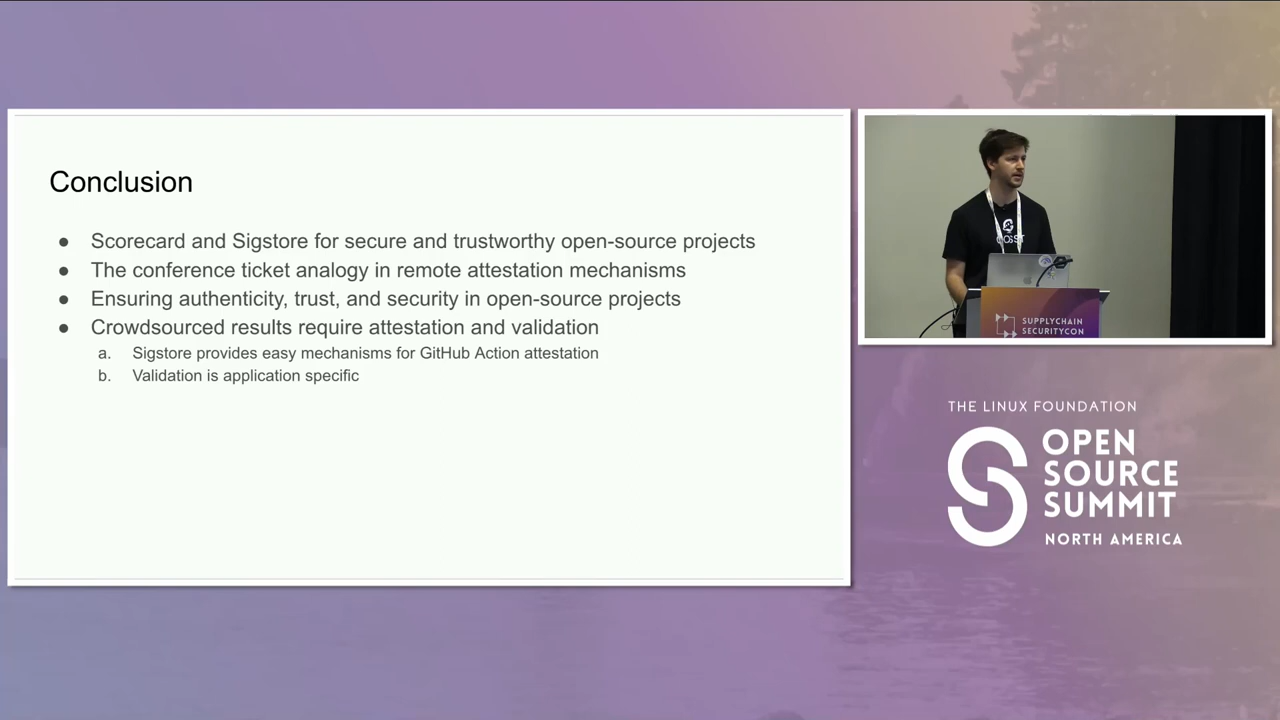 Conclusion
● Scorecard and Sigstore for secure and trustworthy open-source projects
● The conference ticket analogy in remote attestation mechanisms
● Ensuring authenticity, trust, and security in open-source projects
● Crowdsourced results require attestation and validation
a. Sigstore provides easy mechanisms for GitHub Action attestation
b. Validation is application specific
SUPPLYCHAIN
SECURITYCON
THE LINUX FOUNDATION
OPEN
SOURCE
SUMMIT
NORTH AMERICA